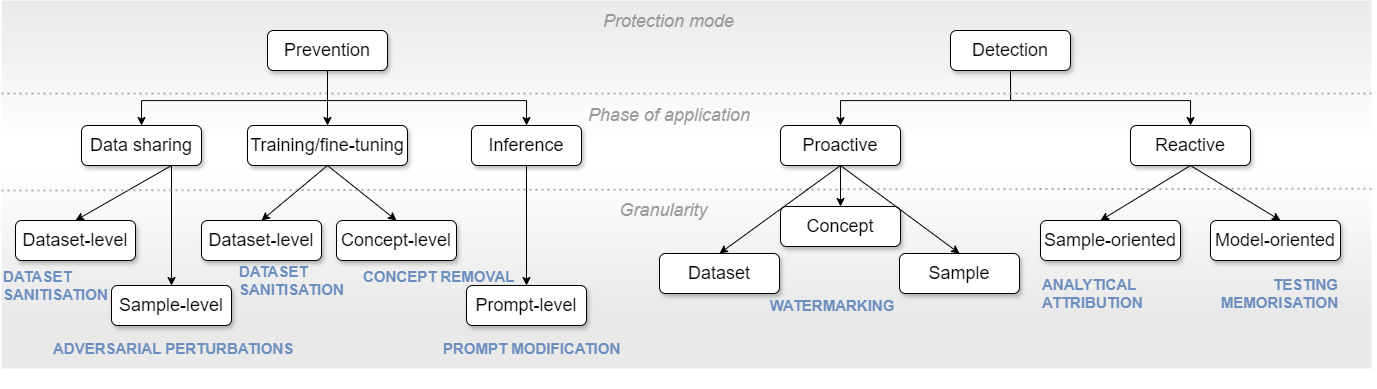 Protection mode
Prevention
Detection
Phase of application
Data sharing
Training/fine-tuning
Inference
Proactive
Reactive
Granularity
Dataset-level
Dataset-level
Concept-level
Concept
Sample-oriented
Model-oriented
Dataset
Sample
DATASET
SANITISATION
DATASET
SANITISATION
CONCEPT REMOVAL
Sample-level
Prompt-level
WATERMARKING
ANALYTICAL
ATTRIBUTION
TESTING
MEMORISATION
ADVERSARIAL PERTURBATIONS
PROMPT MODIFICATION